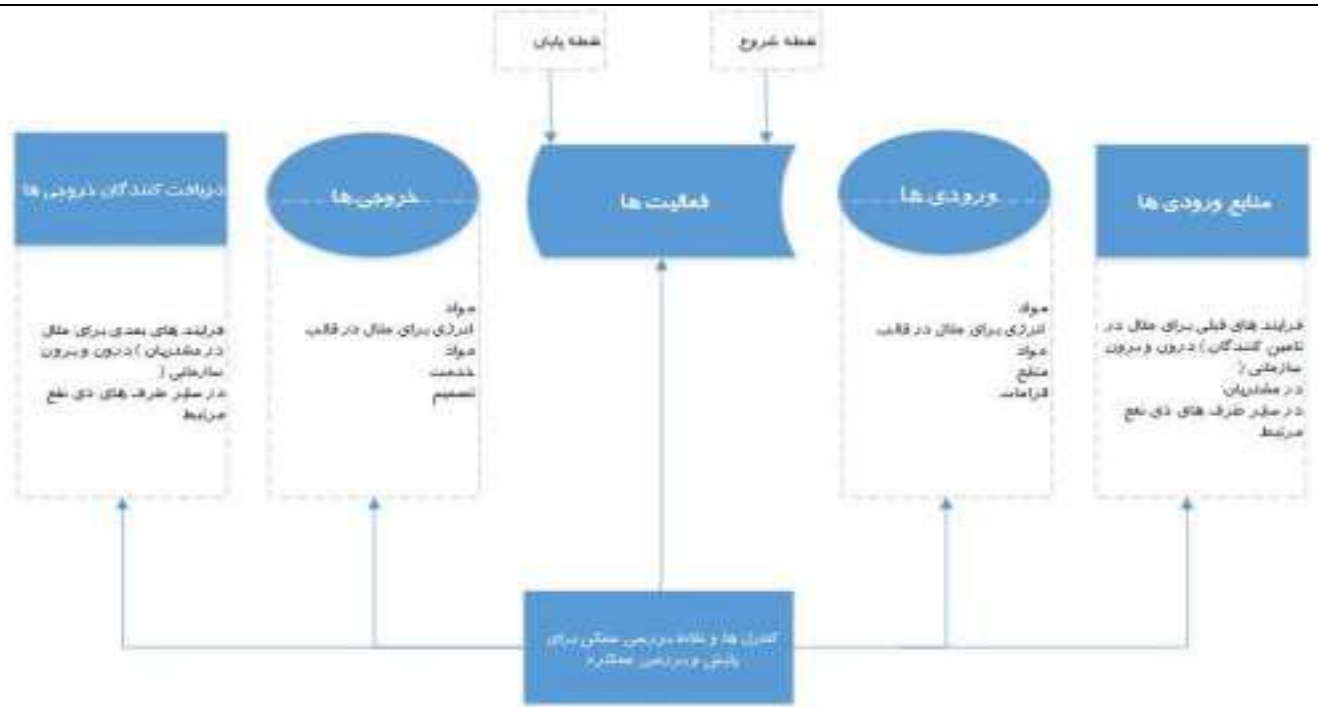 نقطه شروع
نقطه پایان
منابع ورودی ها
ورودی ها
فعالیت ها
خروجی ها
دریافت کنندگان خروجی ها
فرایند های قبلی برای مثال در
تامین کنندگان ) درون و برون
سازمانی (
در مشتریان
در سایر طرف های ذی نفع
مرتبط
مواد
انرژی برای مثال در قالب
مواد
منابع
الزامات
مواد
انرژی برای مثال در قالب
مواد
خدمت
تصمیم
فرایند های بعدی برای مثال
در مشتریان ) درون و برون
سازمانی (
در سایر طرف های ذی نفع
مرتبط
کنترل ها و نقاط بررسی ممکن برای
پایش و بررسی عملکرد